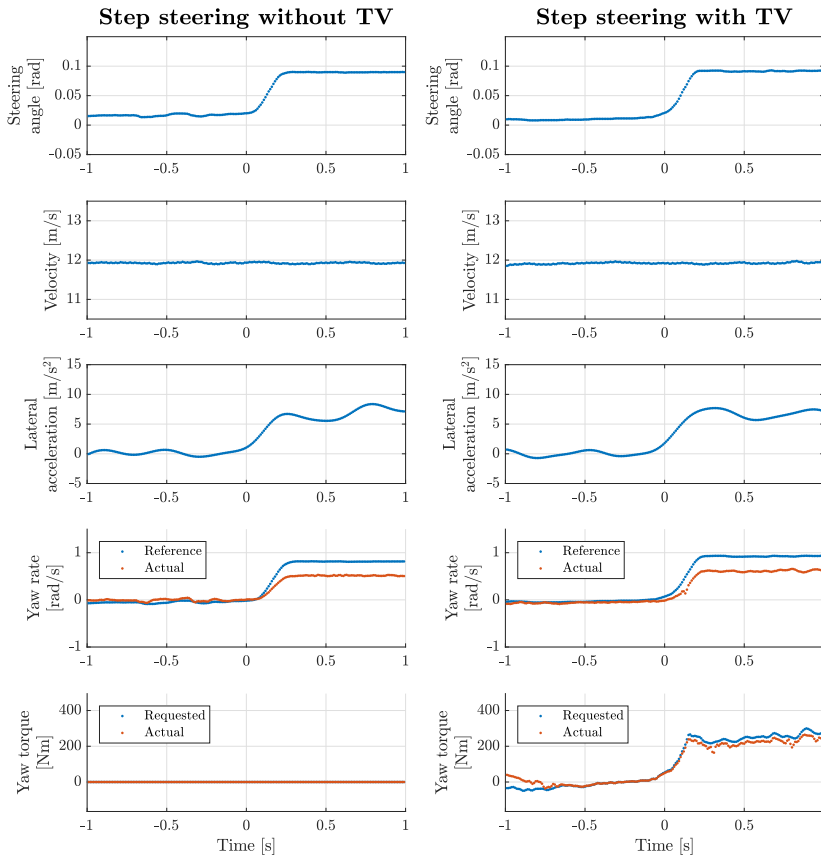 Step steering without TV
Step steering with TV
Steering
angle [rad]
0.1
0.05
0
-0.05
-1
-0.5
0
0.5
1
Steering
angle [rad]
0.1
0.05
0
-0.05
-1
-0.5
0
0.5
Velocity [m/s]
13
12
11
-1
-0.5
0
0.5
1
Velocity [m/s]
13
12
11
-1
-0.5
0
0.5
Lateral
acceleration [m/s²]
15
10
5
0
-5
-1
-0.5
0
0.5
1
Lateral
acceleration [m/s²]
15
10
5
0
-5
-1
-0.5
0
0.5
Yaw rate
[rad/s]
1
0
-1
Reference
Actual
-1
-0.5
0
0.5
1
Yaw rate
[rad/s]
1
0
-1
Reference
Actual
-1
-0.5
0
0.5
Yaw torque
[Nm]
400
200
0
Requested
Actual
-1
-0.5
0
0.5
1
Time [s]
Yaw torque
[Nm]
400
200
0
Requested
Actual
-1
-0.5
0
0.5
Time [s]